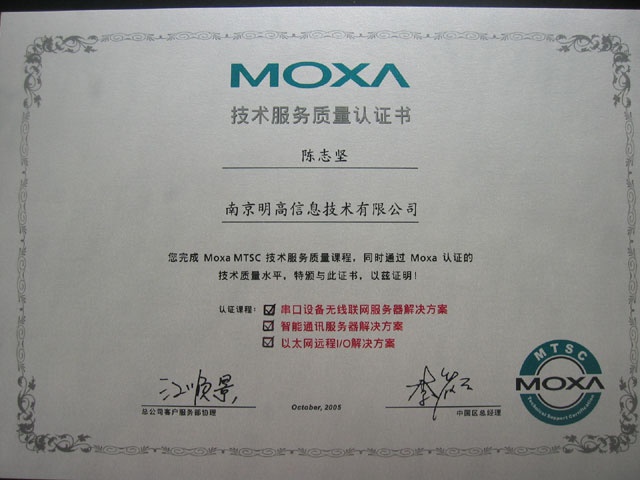 MOXA
技术服务质量认证书
陈志坚
南京明高信息技术有限公司
您完成 Moxa MTSC 技术服务质量课程，同时通过 Moxa 认证的
技术质量水平，特颁与此证书，以兹证明！
认证课程： ☑ 串口设备无线联网服务器解决方案
☑ 智能通讯服务器解决方案
☑ 以太网远程I/O解决方案
总公司客户服务部协理
October, 2005
中国区总经理
MTSC
MOXA
Technical Support Certification